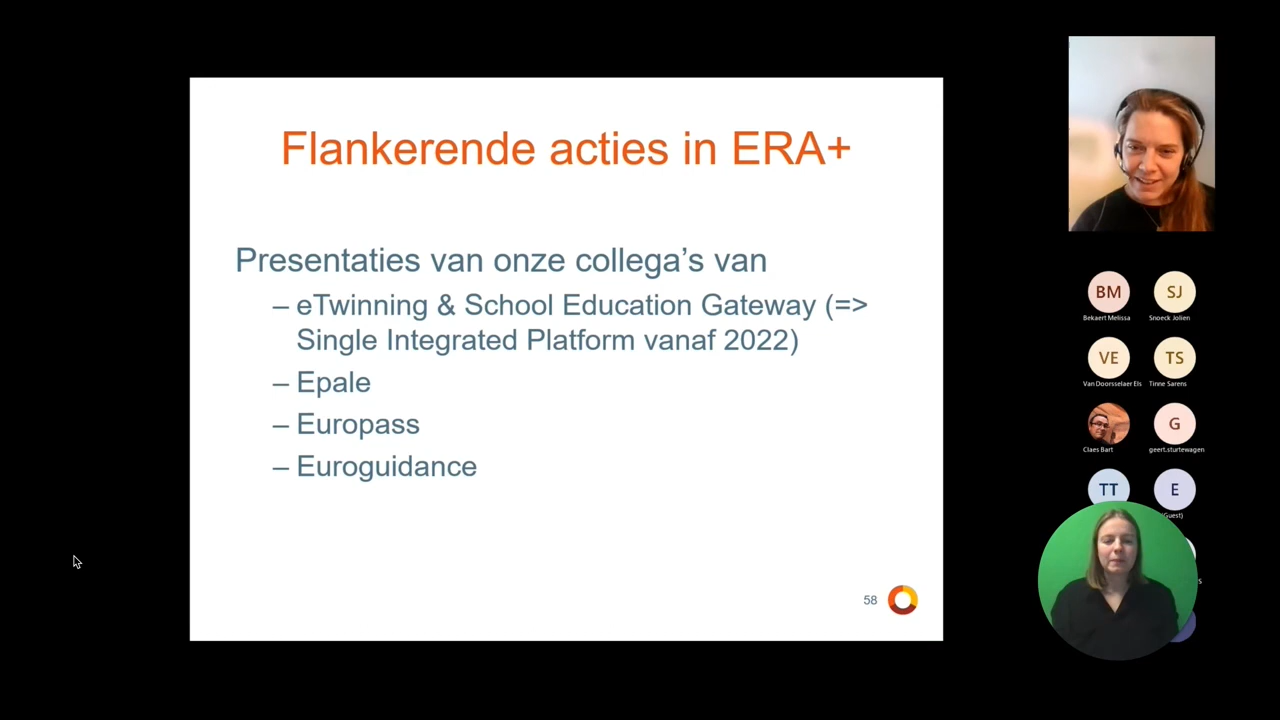 Flankerende acties in ERA+
Presentaties van onze collega's van
– eTwinning & School Education Gateway (=>
Single Integrated Platform vanaf 2022)
– Epale
– Europass
– Euroguidance
58
BM
SJ
Bekaert Melissa
Snoeck Jolien
VE
TS
Van Doorsselaer Els
Tinne Sarens
G
Claes Bart
geert.sturtewagen
TT
E
(Guest)